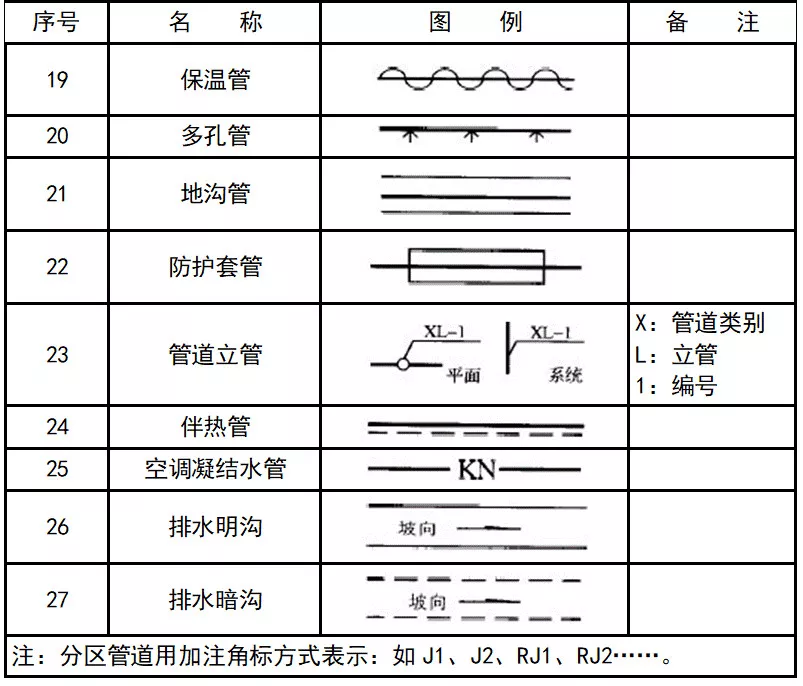 序号 名 称 图 例 备 注
19 保温管
20 多孔管
21 地沟管
22 防护套管
23 管道立管 XL-1 平面 XL-1 系统 X：管道类别
L：立管
1：编号
24 伴热管
25 空调凝结水管 KN
26 排水明沟 坡向
27 排水暗沟 坡向
注：分区管道用加注角标方式表示：如J1、J2、RJ1、RJ2……。